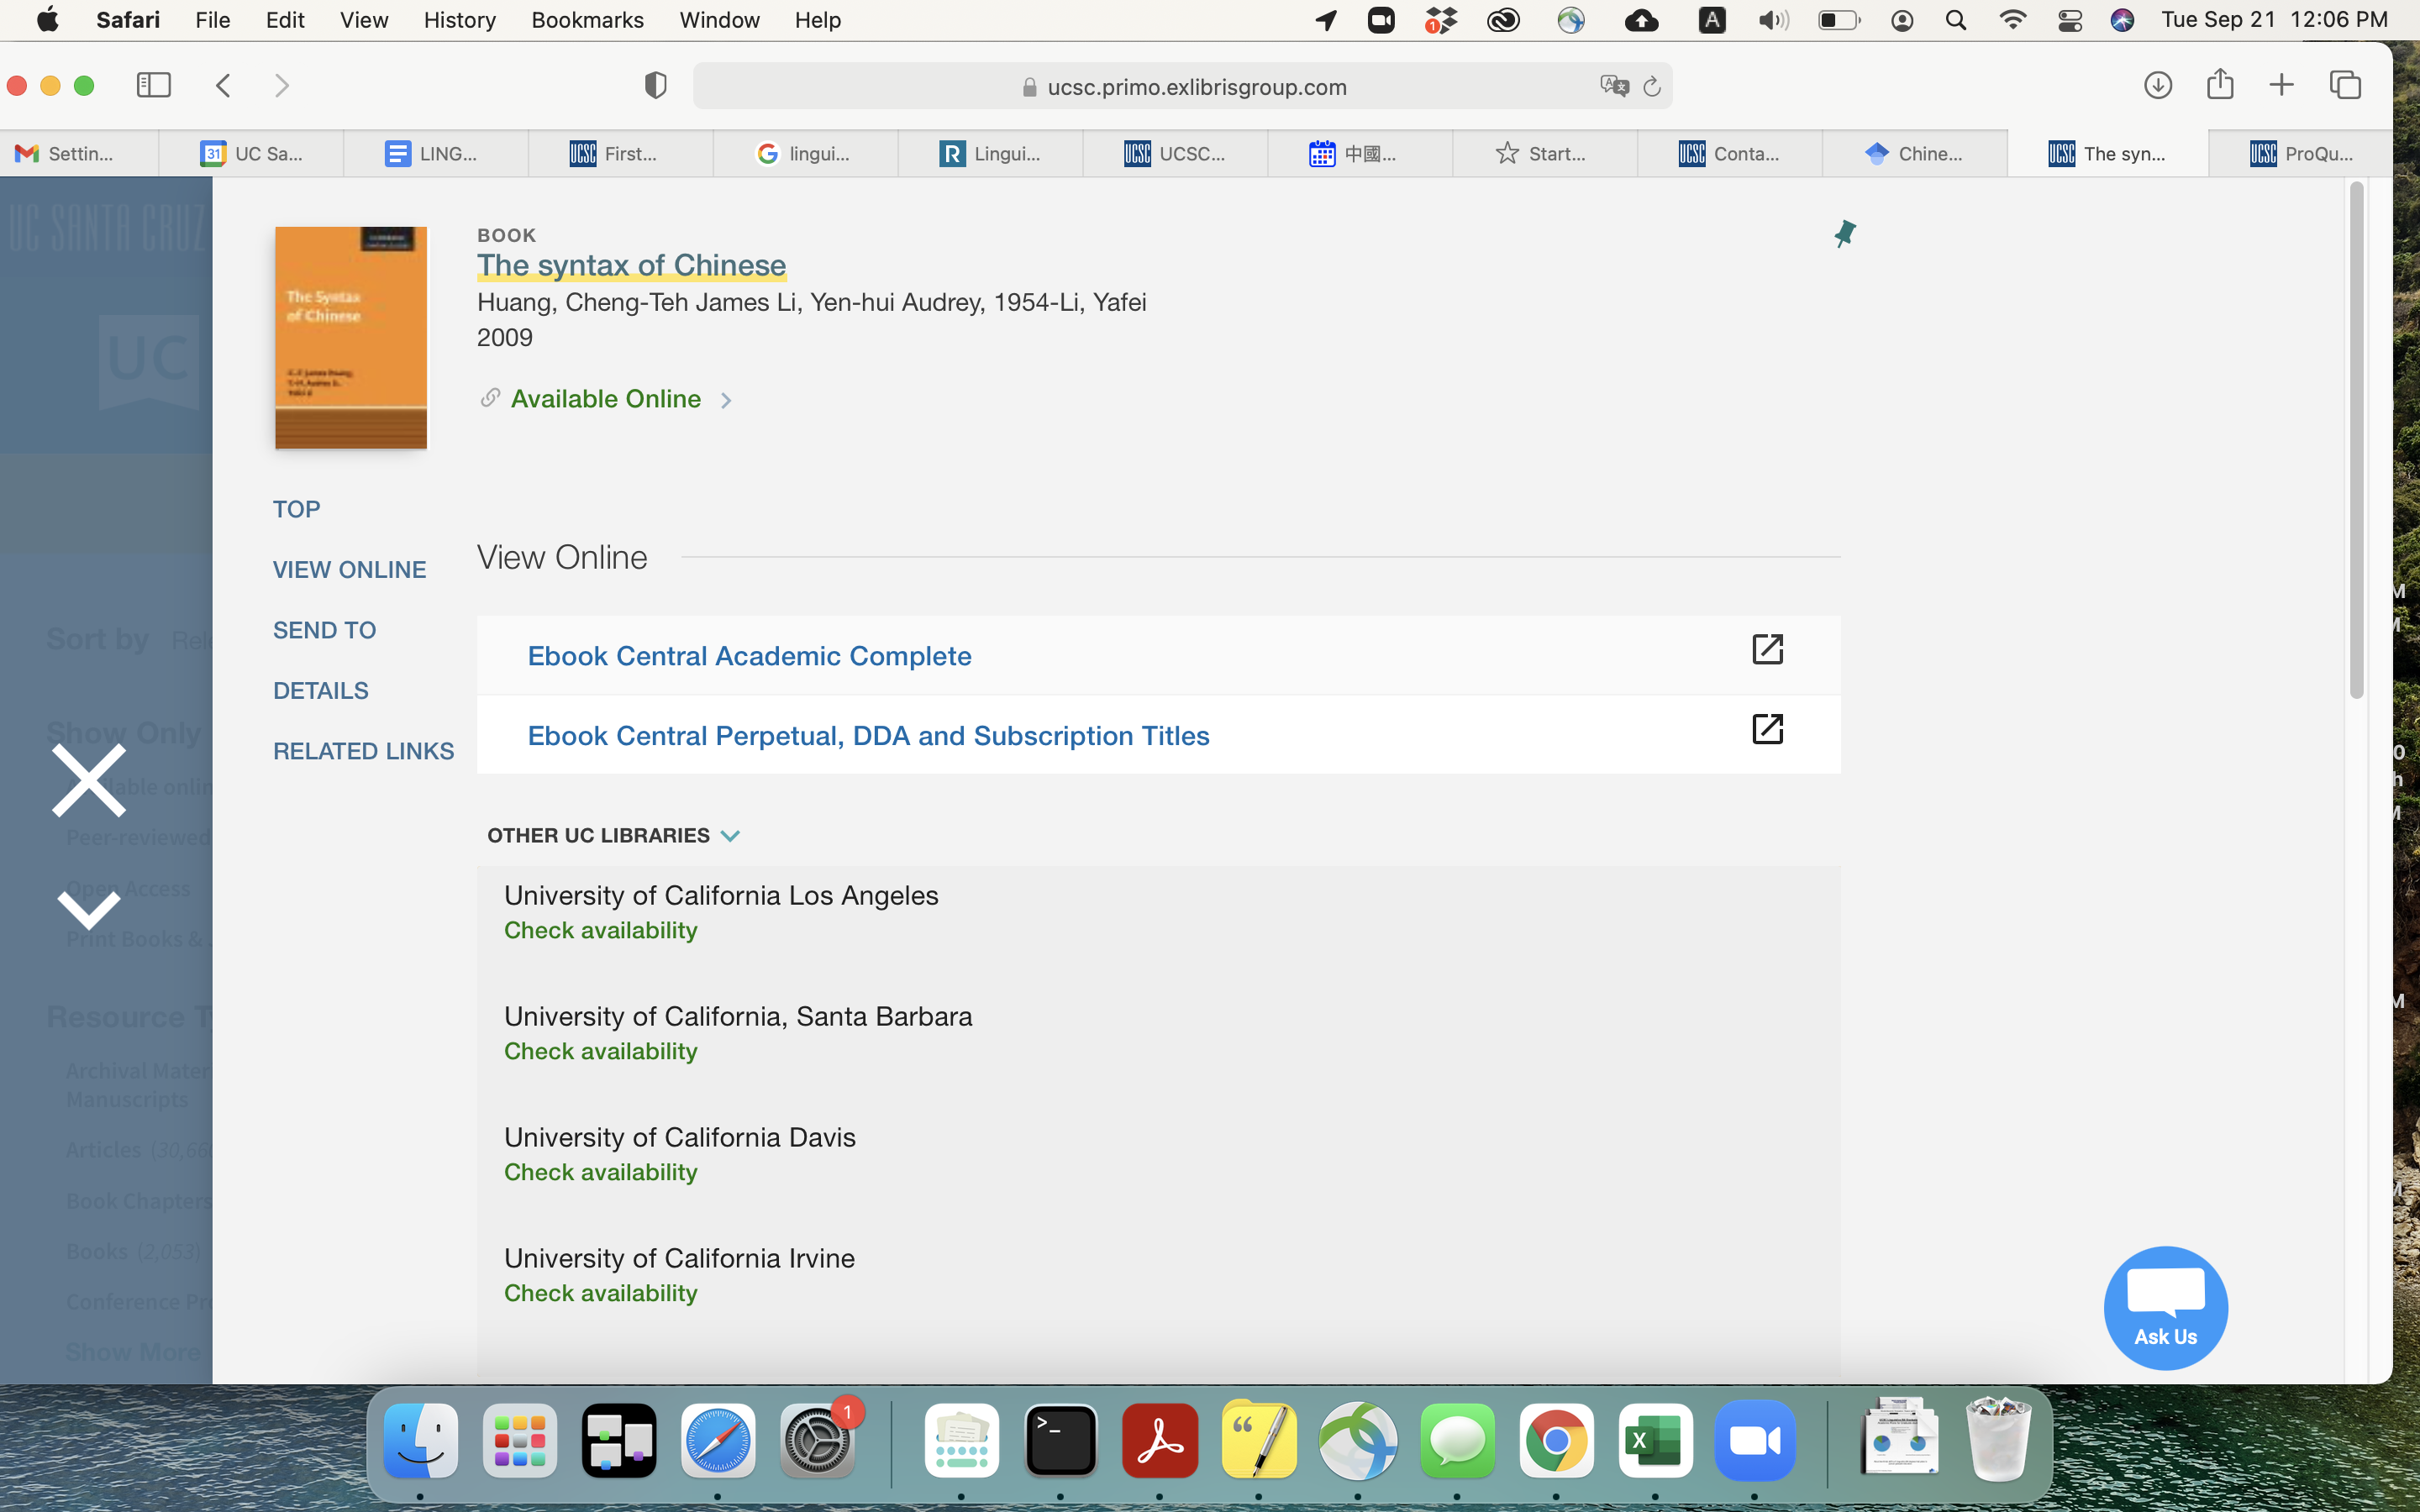 Safari File Edit View History Bookmarks Window Help
1
A
Tue Sep 21 12:06 PM
ucsc.primo.exlibrisgroup.com
Settin...
31 UC Sa...
LING...
UCSC First...
G lingui...
R Lingui...
UCSC UCSC...
中國...
Start...
UCSC Conta...
Chine...
UCSC The syn...
UCSC ProQu...
UC SANTA CRUZ
UC
The Syntax
of Chinese
BOOK
The syntax of Chinese
Huang, Cheng-Teh James Li, Yen-hui Audrey, 1954-Li, Yafei
2009
Available Online
TOP
VIEW ONLINE
SEND TO
DETAILS
RELATED LINKS
View Online
Ebook Central Academic Complete
Ebook Central Perpetual, DDA and Subscription Titles
OTHER UC LIBRARIES
University of California Los Angeles
Check availability
University of California, Santa Barbara
Check availability
University of California Davis
Check availability
University of California Irvine
Check availability
Sort by
Show Only
Peer-reviewed
Open Access
Print Books &
Resource
Archival
Manuscripts
Articles
Book Chapters
Books (2,053)
Conference
Show More
Ask Us
1